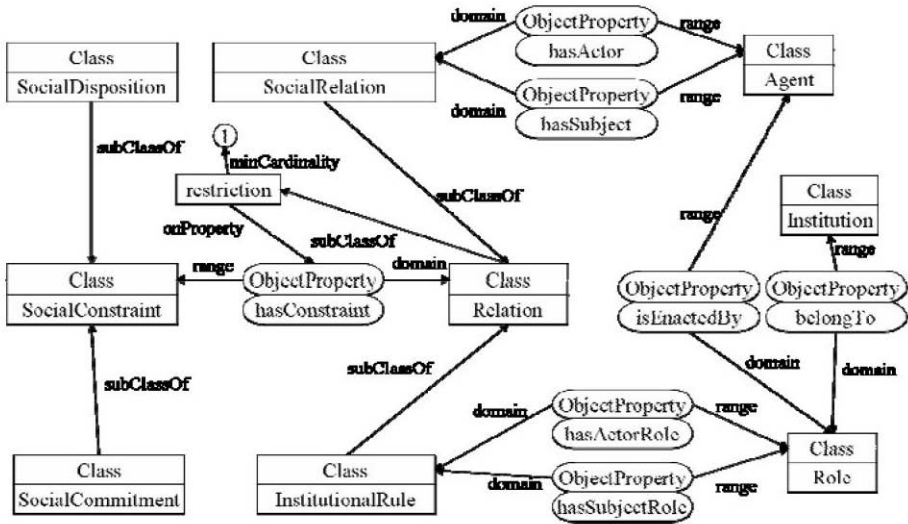 domain
ObjectProperty
range
hasActor
Class
SocialDisposition
Class
SocialRelation
Class
Agent
domain
ObjectProperty
range
hasSubject
subClassOf
1
minCardinality
restriction
subClassOf
onProperty
subClassOf
range
Class
Institution
range
Class
SocialConstraint
range
ObjectProperty
hasConstraint
domain
Class
Relation
ObjectProperty
isEnactedBy
ObjectProperty
belongTo
subClassOf
subClassOf
domain
domain
domain
ObjectProperty
hasActorRole
range
Class
SocialCommitment
Class
InstitutionalRule
domain
ObjectProperty
hasSubjectRole
range
Class
Role